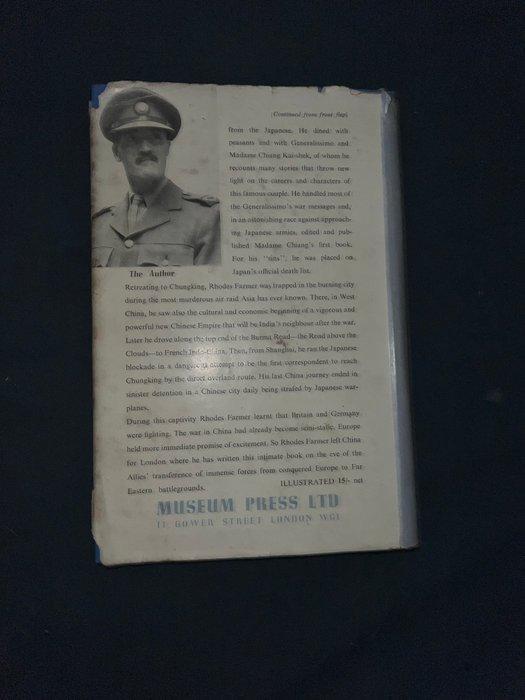 (Continued from front flap)
from the Japanese. He dined with
peasants and with Generalissimo and
Madame Chiang Kai-shek, of whom he
recounts many stories that throw new
light on the careers and characters of
this famous couple. He handled most of
the Generalissimo's war messages and,
in an astonishing race against approach-
ing Japanese armies, edited and pub-
lished Madame Chiang's first book.
For his "sins", he was placed on
Japan's official death list.
The Author
Retreating to Chungking, Rhodes Farmer was trapped in the burning city
during the most murderous air raid Asia has ever known. There, in West
China, he saw also the cultural and economic beginning of a vigorous and
powerful new Chinese Empire that will be India's neighbour after the war.
Later he drove along the top end of the Burma Road—the Road above the
Clouds—to French Indo-China. Then, from Shanghai, he ran the Japanese
blockade in a dangerous attempt to be the first correspondent to reach
Chungking by the direct overland route. His last China journey ended in
sinister detention in a Chinese city daily being strafed by Japanese war-
planes.
During this captivity Rhodes Farmer learnt that Britain and Germany
were fighting. The war in China had already become semi-static. Europe
held more immediate promise of excitement. So Rhodes Farmer left China
for London where he has written this intimate book on the eve of the
Allies' transference of immense forces from conquered Europe to Far
Eastern battlegrounds. ILLUSTRATED 15/- net
MUSEUM PRESS LTD
11 GOWER STREET LONDON WC1